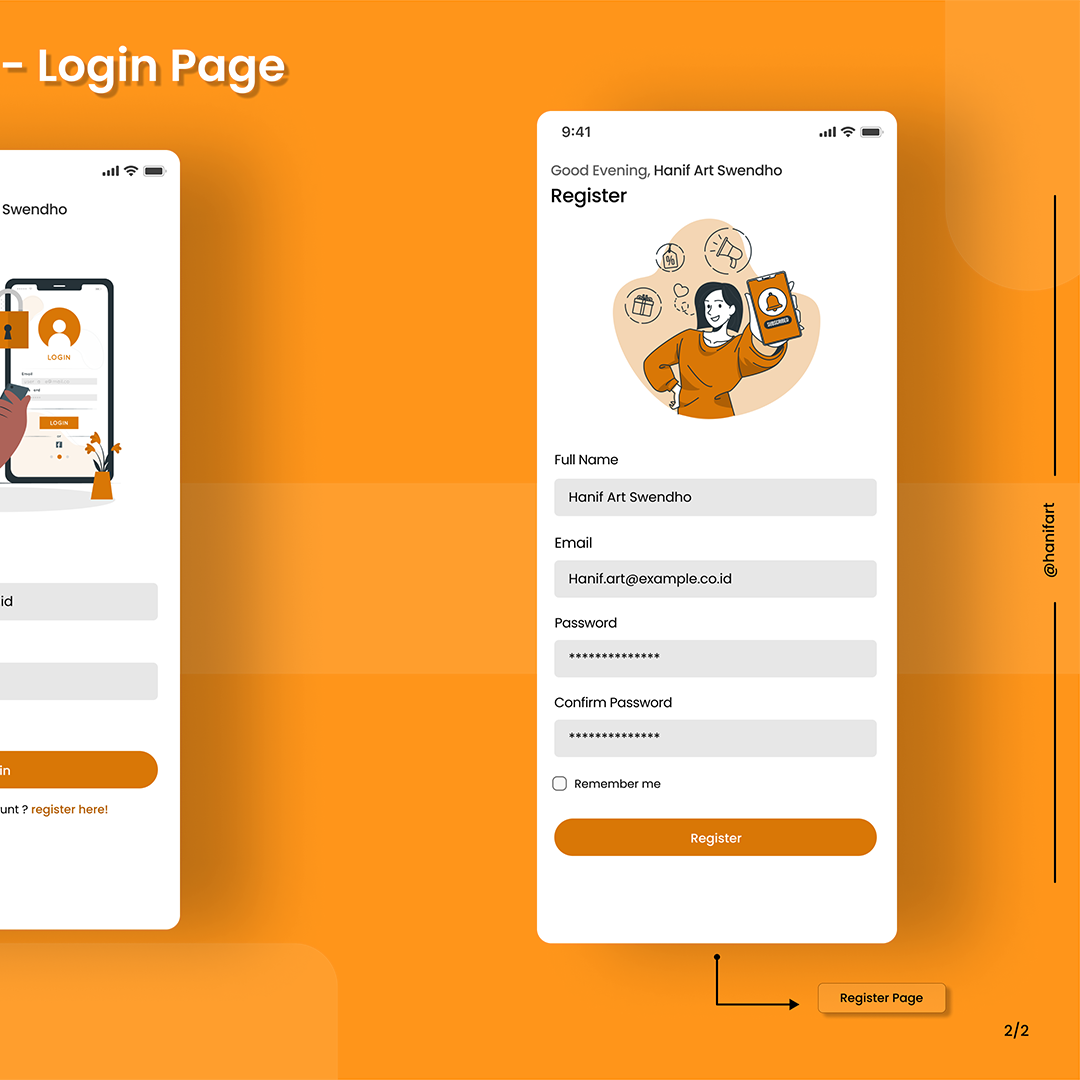 - Login Page
Swendho
LOGIN
Email
LOGIN
id
in
unt ? register here!
9:41
Good Evening, Hanif Art Swendho
Register
%
SUBSCRIBED
Full Name
Hanif Art Swendho
Email
Hanif.art@example.co.id
Password
**************
Confirm Password
**************
Remember me
Register
Register Page
@hanifart
2/2